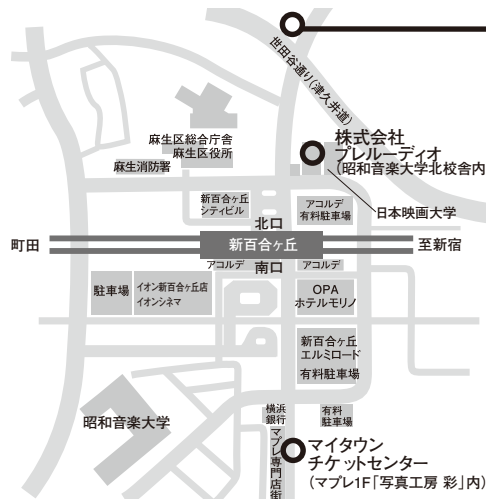 世田谷通り(津久井道)
麻生区総合庁舎
麻生区役所
麻生消防署
株式会社
プレルーディオ
(昭和音楽大学北校舎内
日本映画大学
新百合ヶ丘
シティビル
アコルデ
有料駐車場
北口
町田
新百合ヶ丘
至新宿
アコルデ
南口
アコルデ
駐車場
イオン新百合ヶ丘店
イオンシネマ
OPA
ホテルモリノ
新百合ヶ丘
エルミロード
有料駐車場
昭和音楽大学
横浜
銀行
マプレ専門店街
有料
駐車場
マイタウン
チケットセンター
(マプレ1F「写真工房 彩」内)